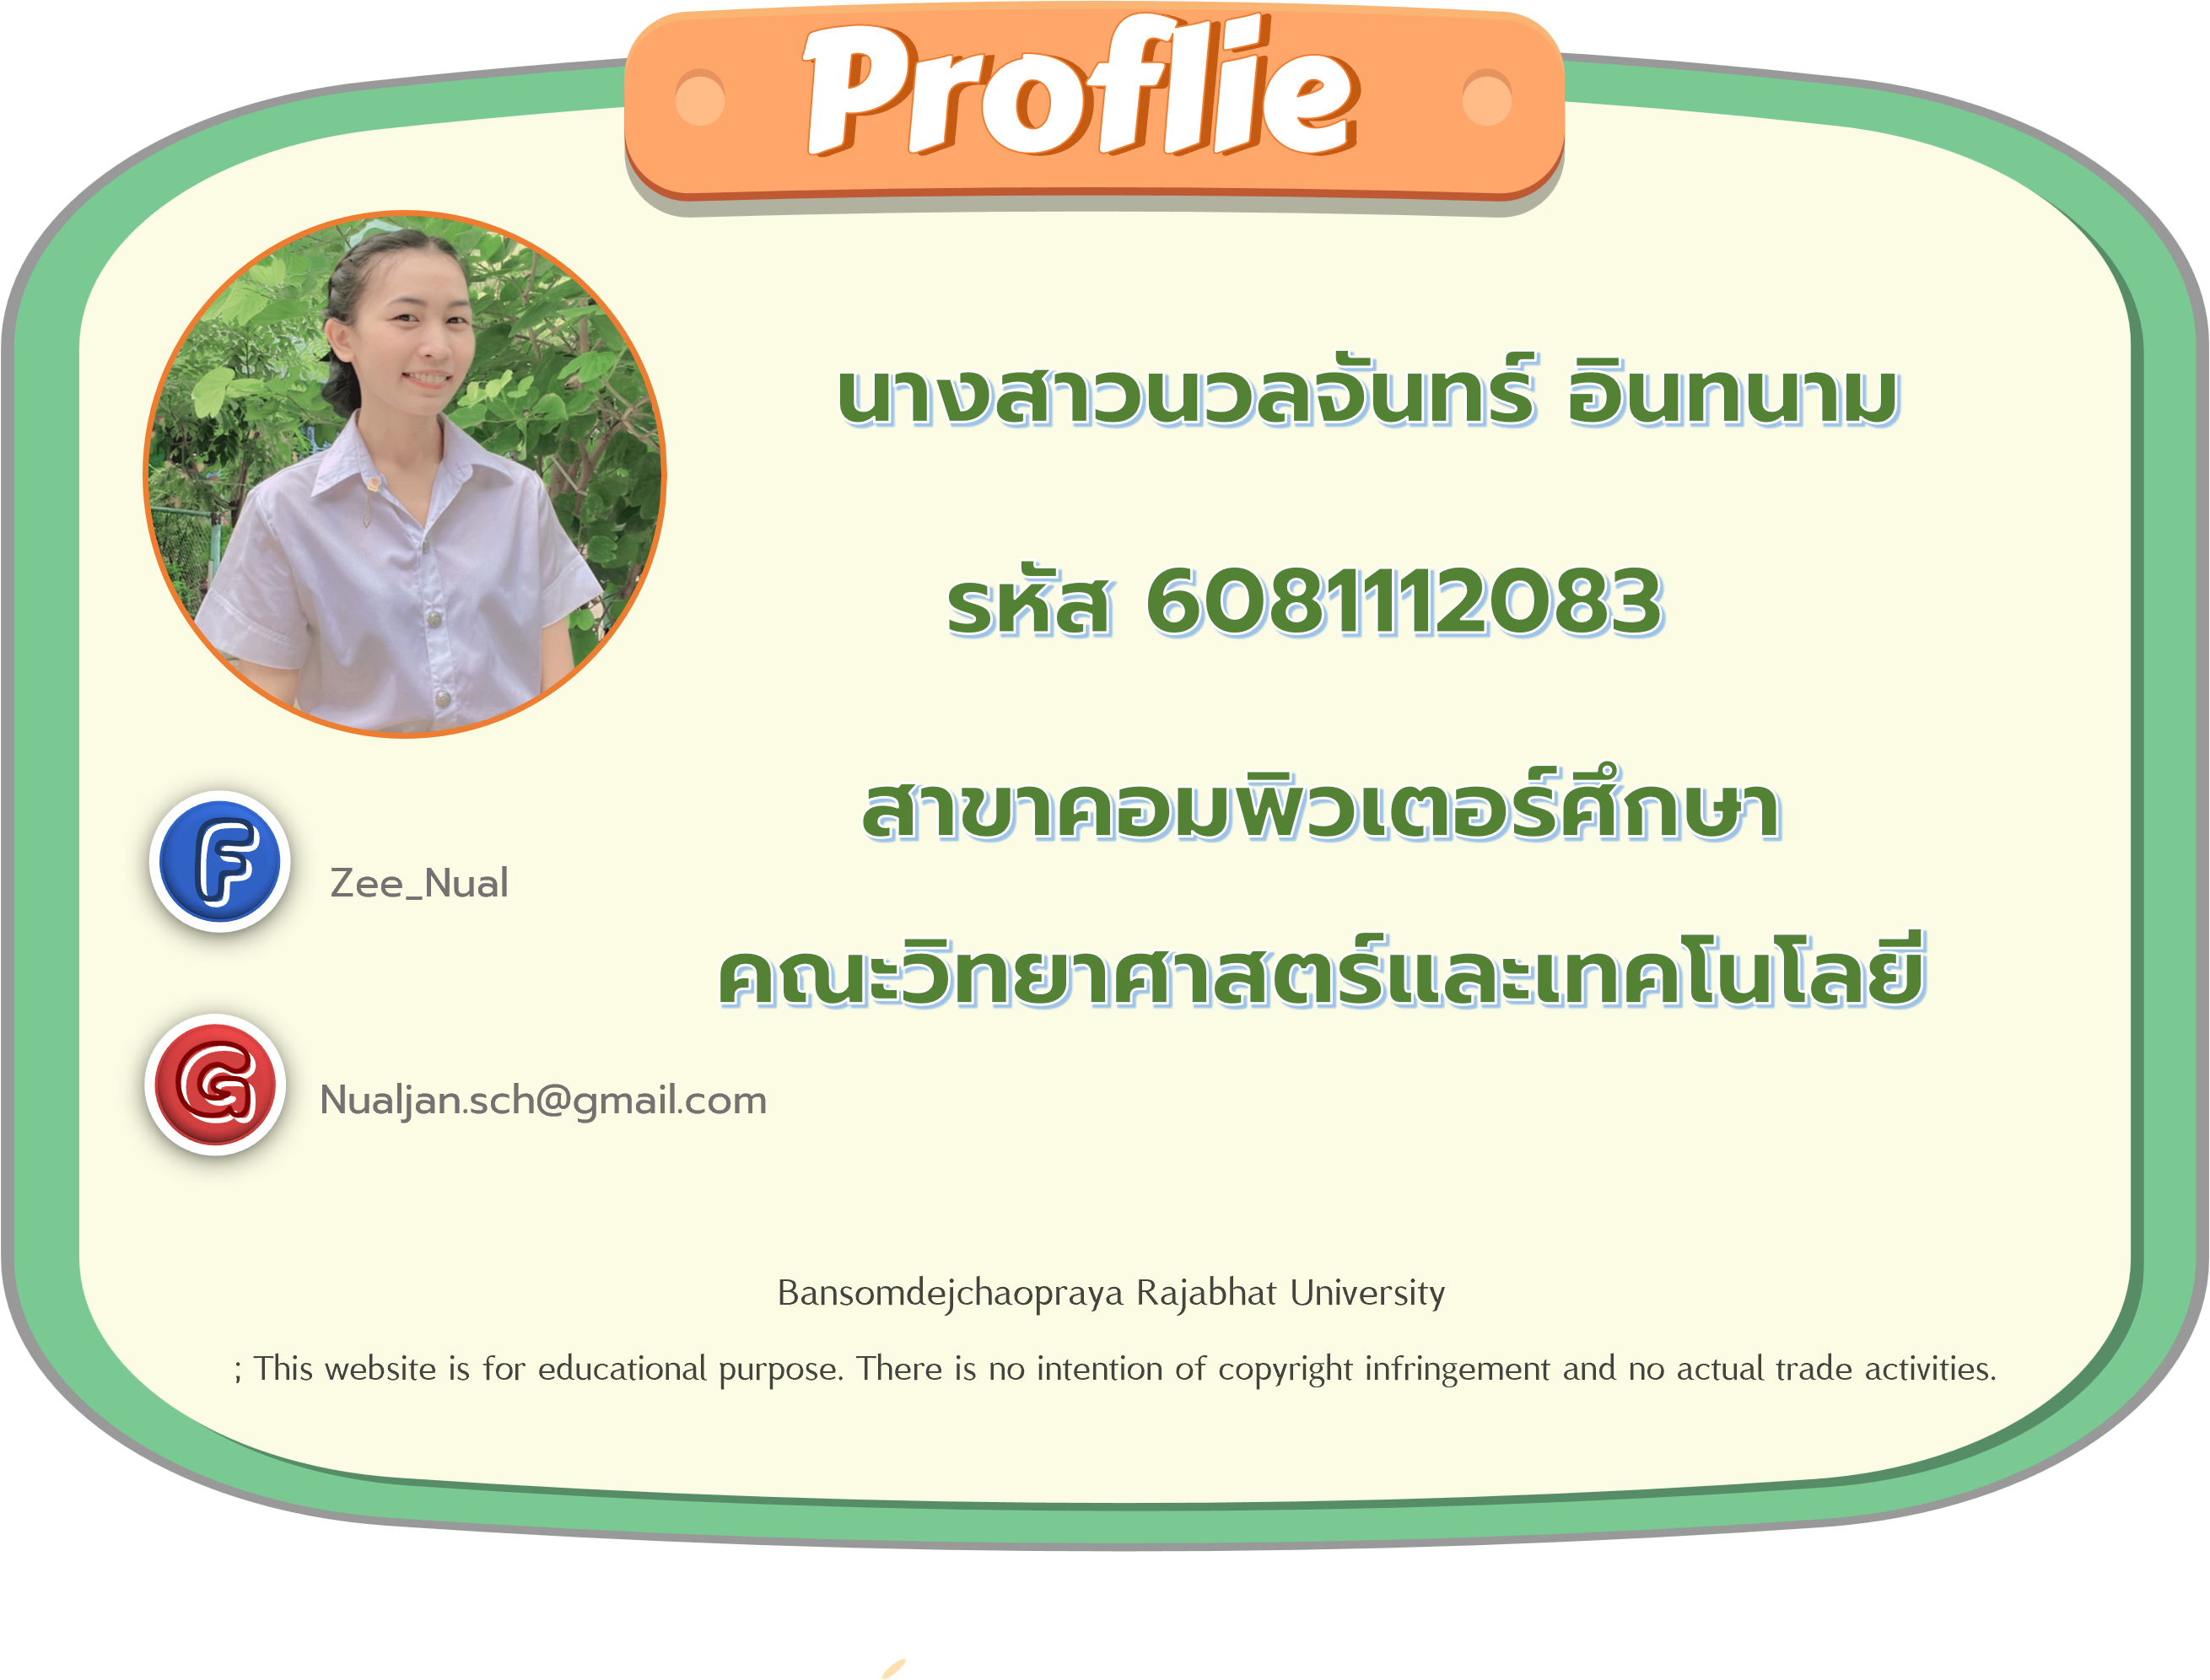 Proflie
นางสาวนวลจันทร์ อินทนาม
รหัส 6081112083
สาขาคอมพิวเตอร์ศึกษา
F Zee_Nual
คณะวิทยาศาสตร์และเทคโนโลยี
G Nualjan.sch@gmail.com
Bansomdejchaopraya Rajabhat University
; This website is for educational purpose. There is no intention of copyright infringement and no actual trade activities.